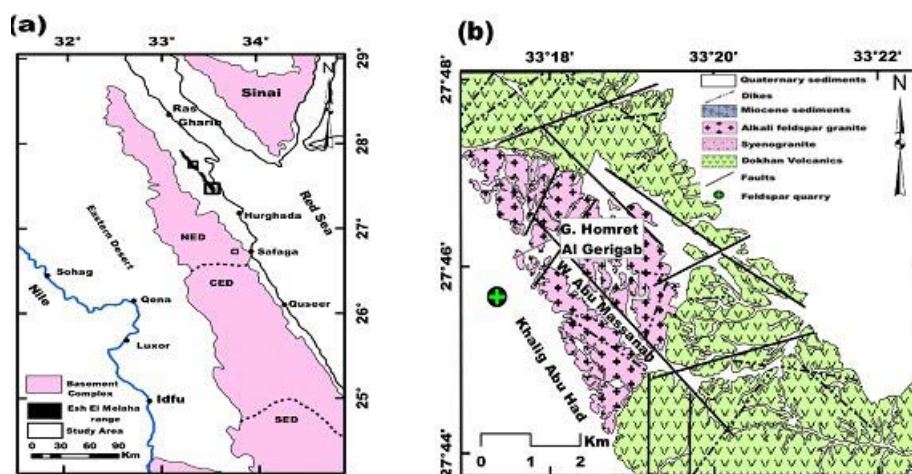 (a)
32° 33° 34°
29°
28°
27°
26°
25°
N
Sinai
Ras
Gharib
Hurghada
Red Sea
Eastern Desert
NED
Safaga
CED
Sohag
Qena
Quseer
Nile
Luxor
Idfu
SED
Basement
Complex
Esh El Melaha
range
Study Area
0 30 60 90
Km
(b)
33°18 33°20 33°22
27°48
27°46
27°44
Quaternary sediments
Dikes
Miocene sediments
Alkali feldspar granite
Syenogranite
Dokhan Volcanics
Faults
Feldspar quarry
N
G. Homret
Al Gerigab
W. Abu Massanab
Khalig Abu Had
Km
0 1 2